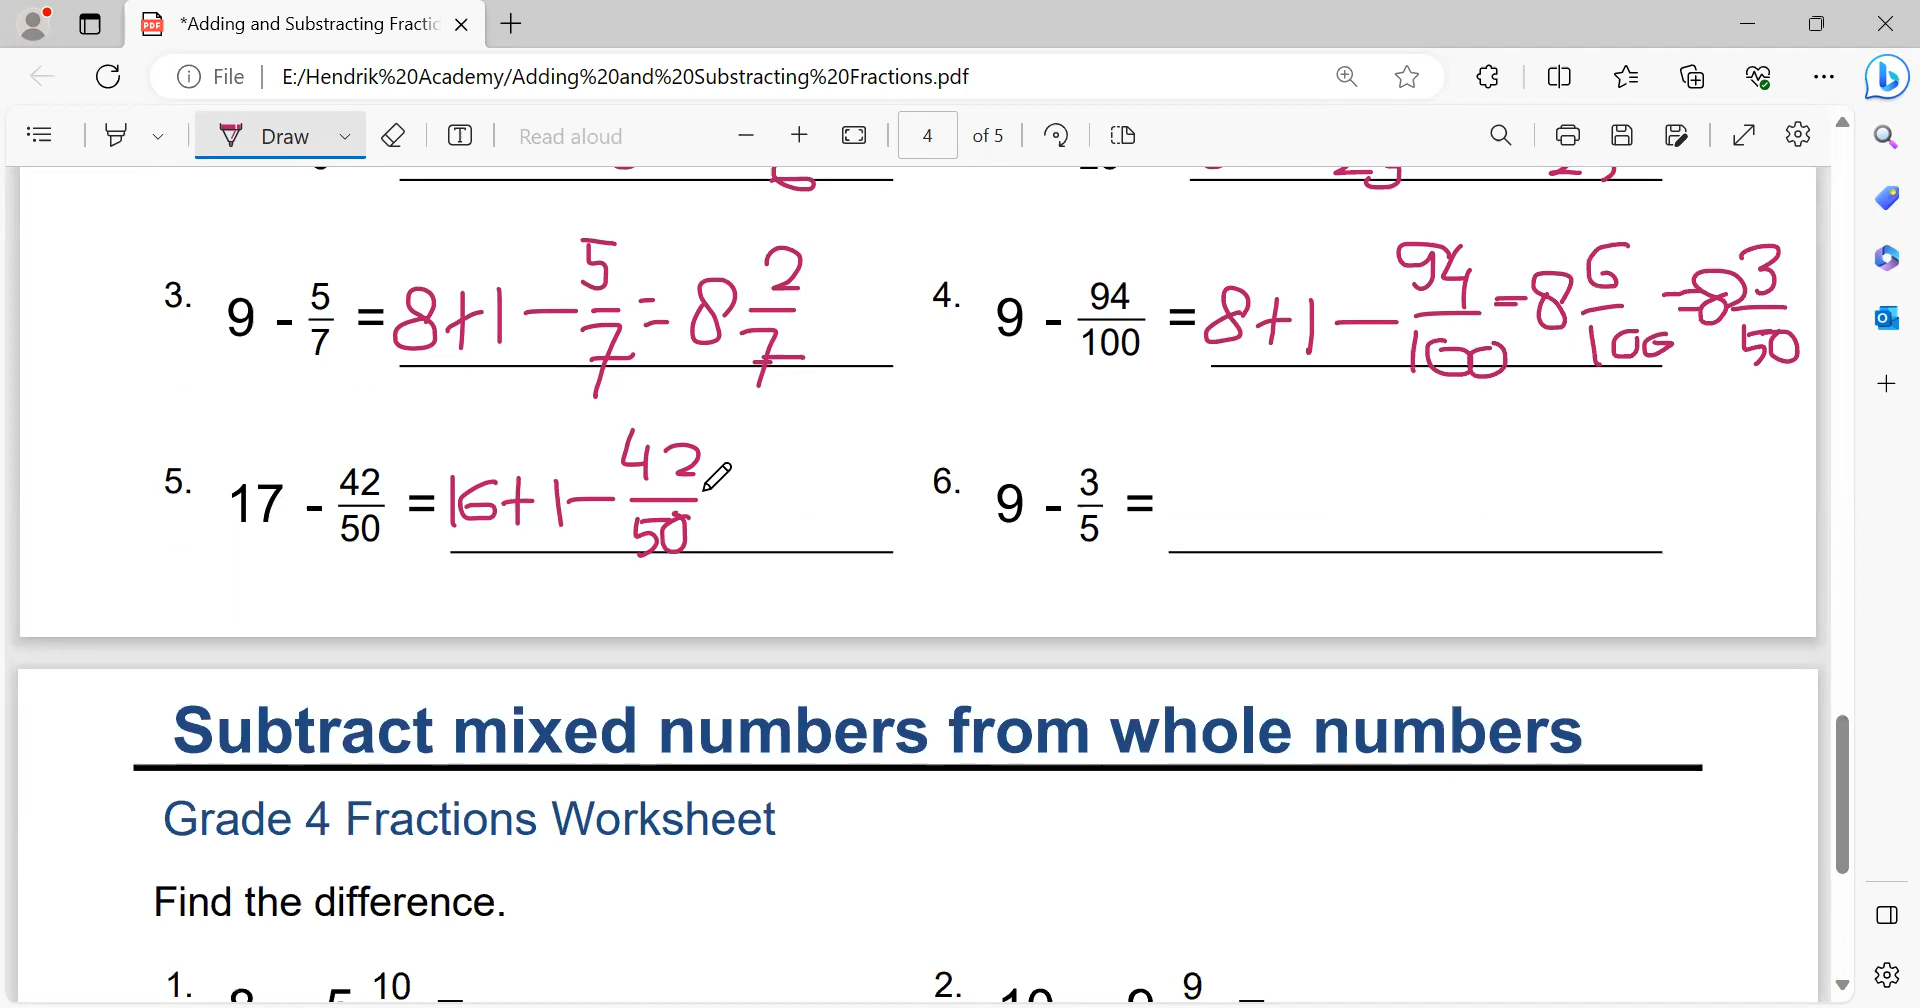 *Adding and Substracting Fractic
File E:/Hendrik%20Academy/Adding%20and%20Substracting%20Fractions.pdf
Draw Read aloud 4 of 5
3. 9 - 5/7 = 8+1-5/7=8 2/7
4. 9 - 94/100 = 8+1-94/100=8 6/100=8 3/50
5. 17 - 42/50 = 16+1-42/50
6. 9 - 3/5 =
Subtract mixed numbers from whole numbers
Grade 4 Fractions Worksheet
Find the difference.
1. 10
2. 9